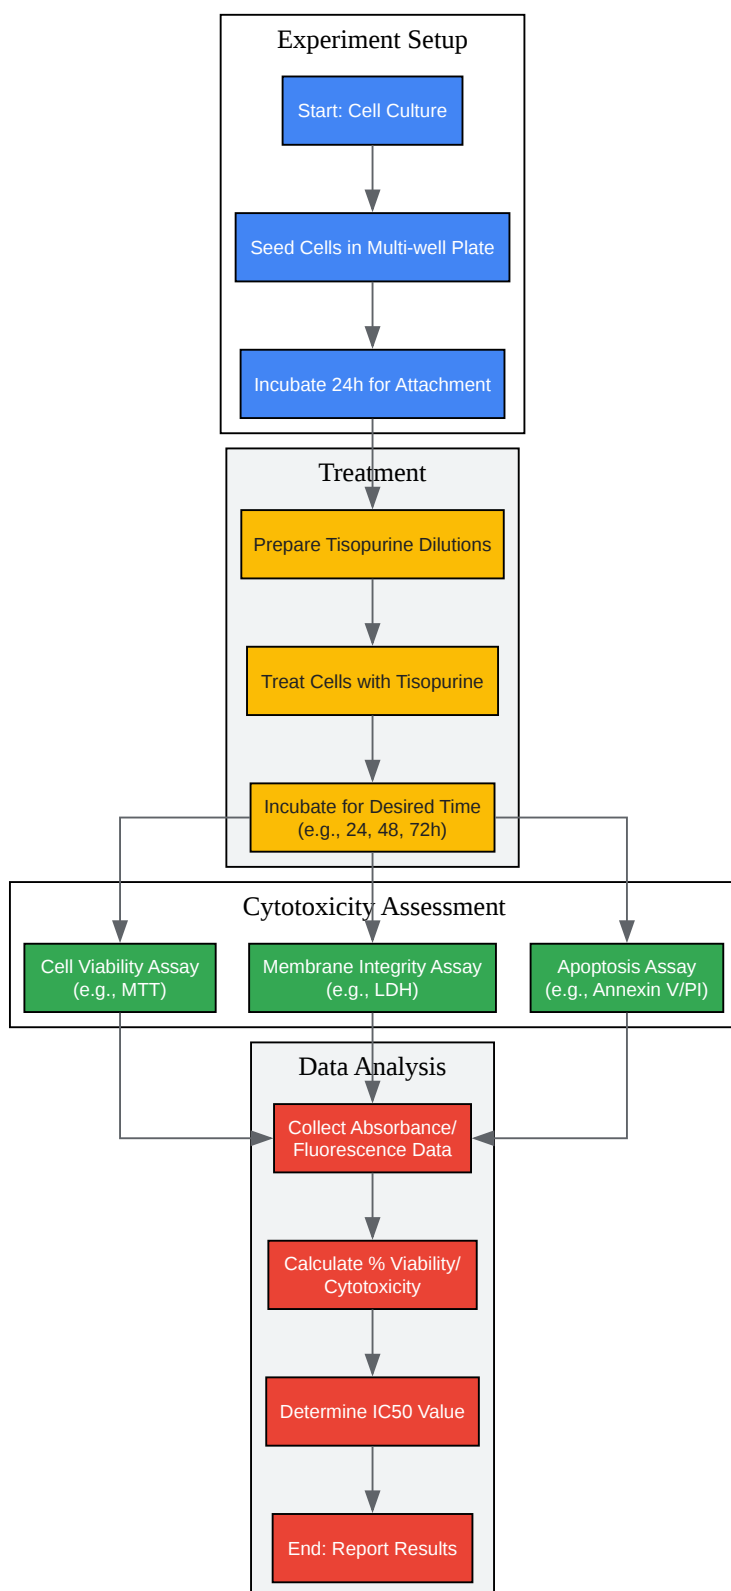 Experiment Setup
Start: Cell Culture
Seed Cells in Multi-well Plate
Incubate 24h for Attachment
Treatment
Prepare Tisopurine Dilutions
Treat Cells with Tisopurine
Incubate for Desired Time
(e.g., 24, 48, 72h)
Cytotoxicity Assessment
Cell Viability Assay
(e.g., MTT)
Membrane Integrity Assay
(e.g., LDH)
Apoptosis Assay
(e.g., Annexin V/PI)
Data Analysis
Collect Absorbance/
Fluorescence Data
Calculate % Viability/
Cytotoxicity
Determine IC50 Value
End: Report Results